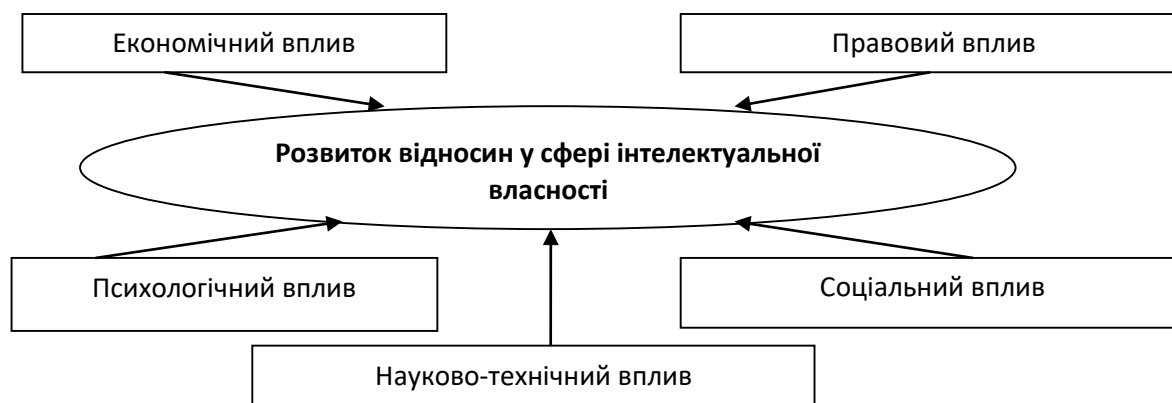 Економічний вплив
Правовий вплив
Розвиток відносин у сфері інтелектуальної
власності
Психологічний вплив
Соціальний вплив
Науково-технічний вплив